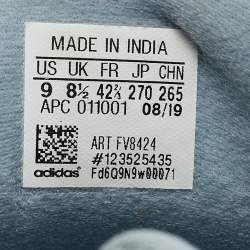 MADE IN INDIA
US UK FR JP CHN
9 8½ 42⅔ 270 265
APC 011001 08/19
ART FV8424
#123525435
adidas Fd6Q9N9w00071